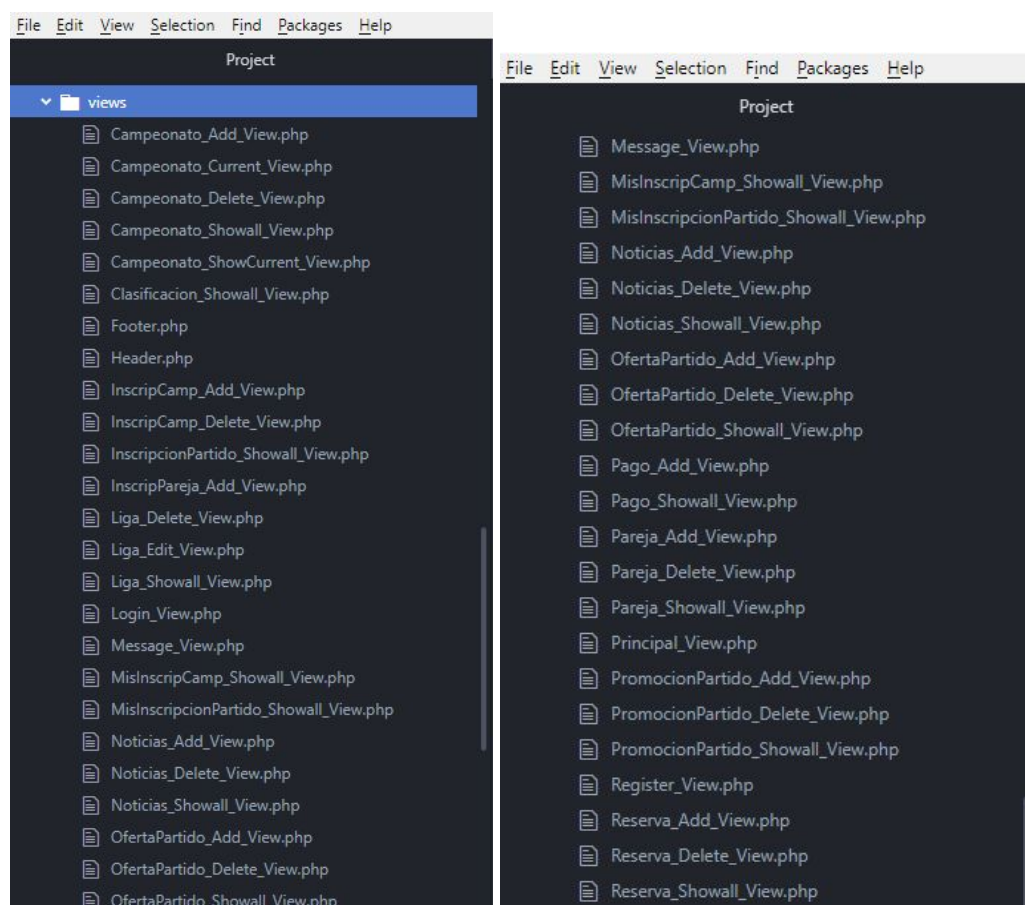 File Edit View Selection Find Packages Help
Project
views
Campeonato_Add_View.php
Campeonato_Current_View.php
Campeonato_Delete_View.php
Campeonato_Showall_View.php
Campeonato_ShowCurrent_View.php
Clasificacion_Showall_View.php
Footer.php
Header.php
InscripCamp_Add_View.php
InscripCamp_Delete_View.php
InscripcionPartido_Showall_View.php
InscripPareja_Add_View.php
Liga_Delete_View.php
Liga_Edit_View.php
Liga_Showall_View.php
Login_View.php
Message_View.php
MisInscripCamp_Showall_View.php
MisInscripcionPartido_Showall_View.php
Noticias_Add_View.php
Noticias_Delete_View.php
Noticias_Showall_View.php
OfertaPartido_Add_View.php
OfertaPartido_Delete_View.php
OfertaPartido_Showall_View.php
File Edit View Selection Find Packages Help
Project
Message_View.php
MisInscripCamp_Showall_View.php
MisInscripcionPartido_Showall_View.php
Noticias_Add_View.php
Noticias_Delete_View.php
Noticias_Showall_View.php
OfertaPartido_Add_View.php
OfertaPartido_Delete_View.php
OfertaPartido_Showall_View.php
Pago_Add_View.php
Pago_Showall_View.php
Pareja_Add_View.php
Pareja_Delete_View.php
Pareja_Showall_View.php
Principal_View.php
PromocionPartido_Add_View.php
PromocionPartido_Delete_View.php
PromocionPartido_Showall_View.php
Register_View.php
Reserva_Add_View.php
Reserva_Delete_View.php
Reserva_Showall_View.php